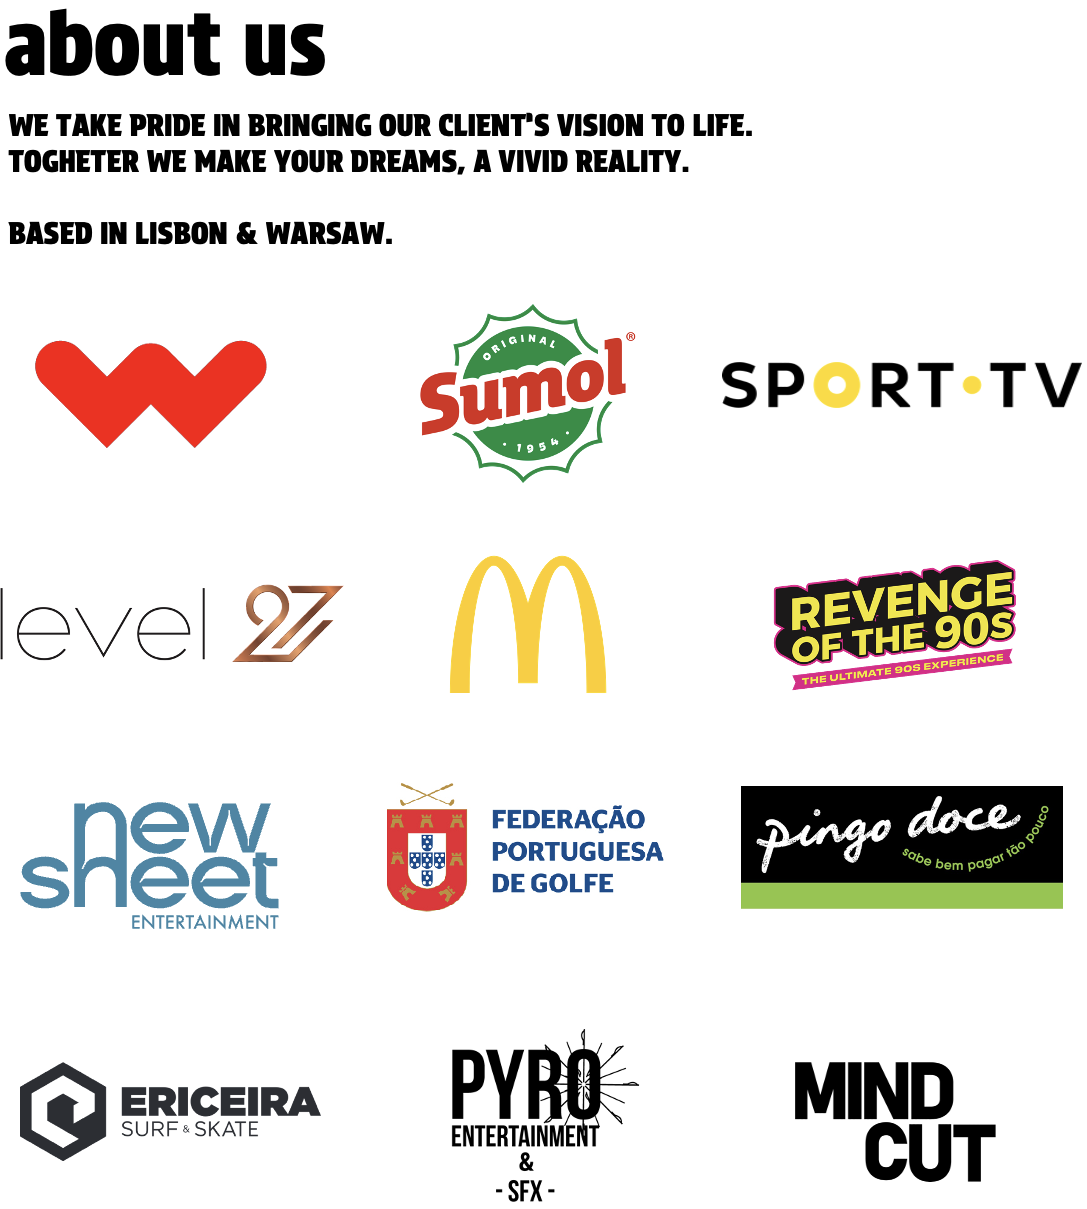 about us
WE TAKE PRIDE IN BRINGING OUR CLIENT'S VISION TO LIFE.
TOGHETER WE MAKE YOUR DREAMS, A VIVID REALITY.
BASED IN LISBON & WARSAW.
ORIGINAL
Sumol®
· 1954 ·
SPORT·TV
level 27
REVENGE
OF THE 90S
THE ULTIMATE 90S EXPERIENCE
new
sheet
ENTERTAINMENT
FEDERAÇÃO
PORTUGUESA
DE GOLFE
pingo doce
sabe bem pagar tão pouco
ERICEIRA
SURF & SKATE
PYRO
ENTERTAINMENT
&
- SFX -
MIND
CUT